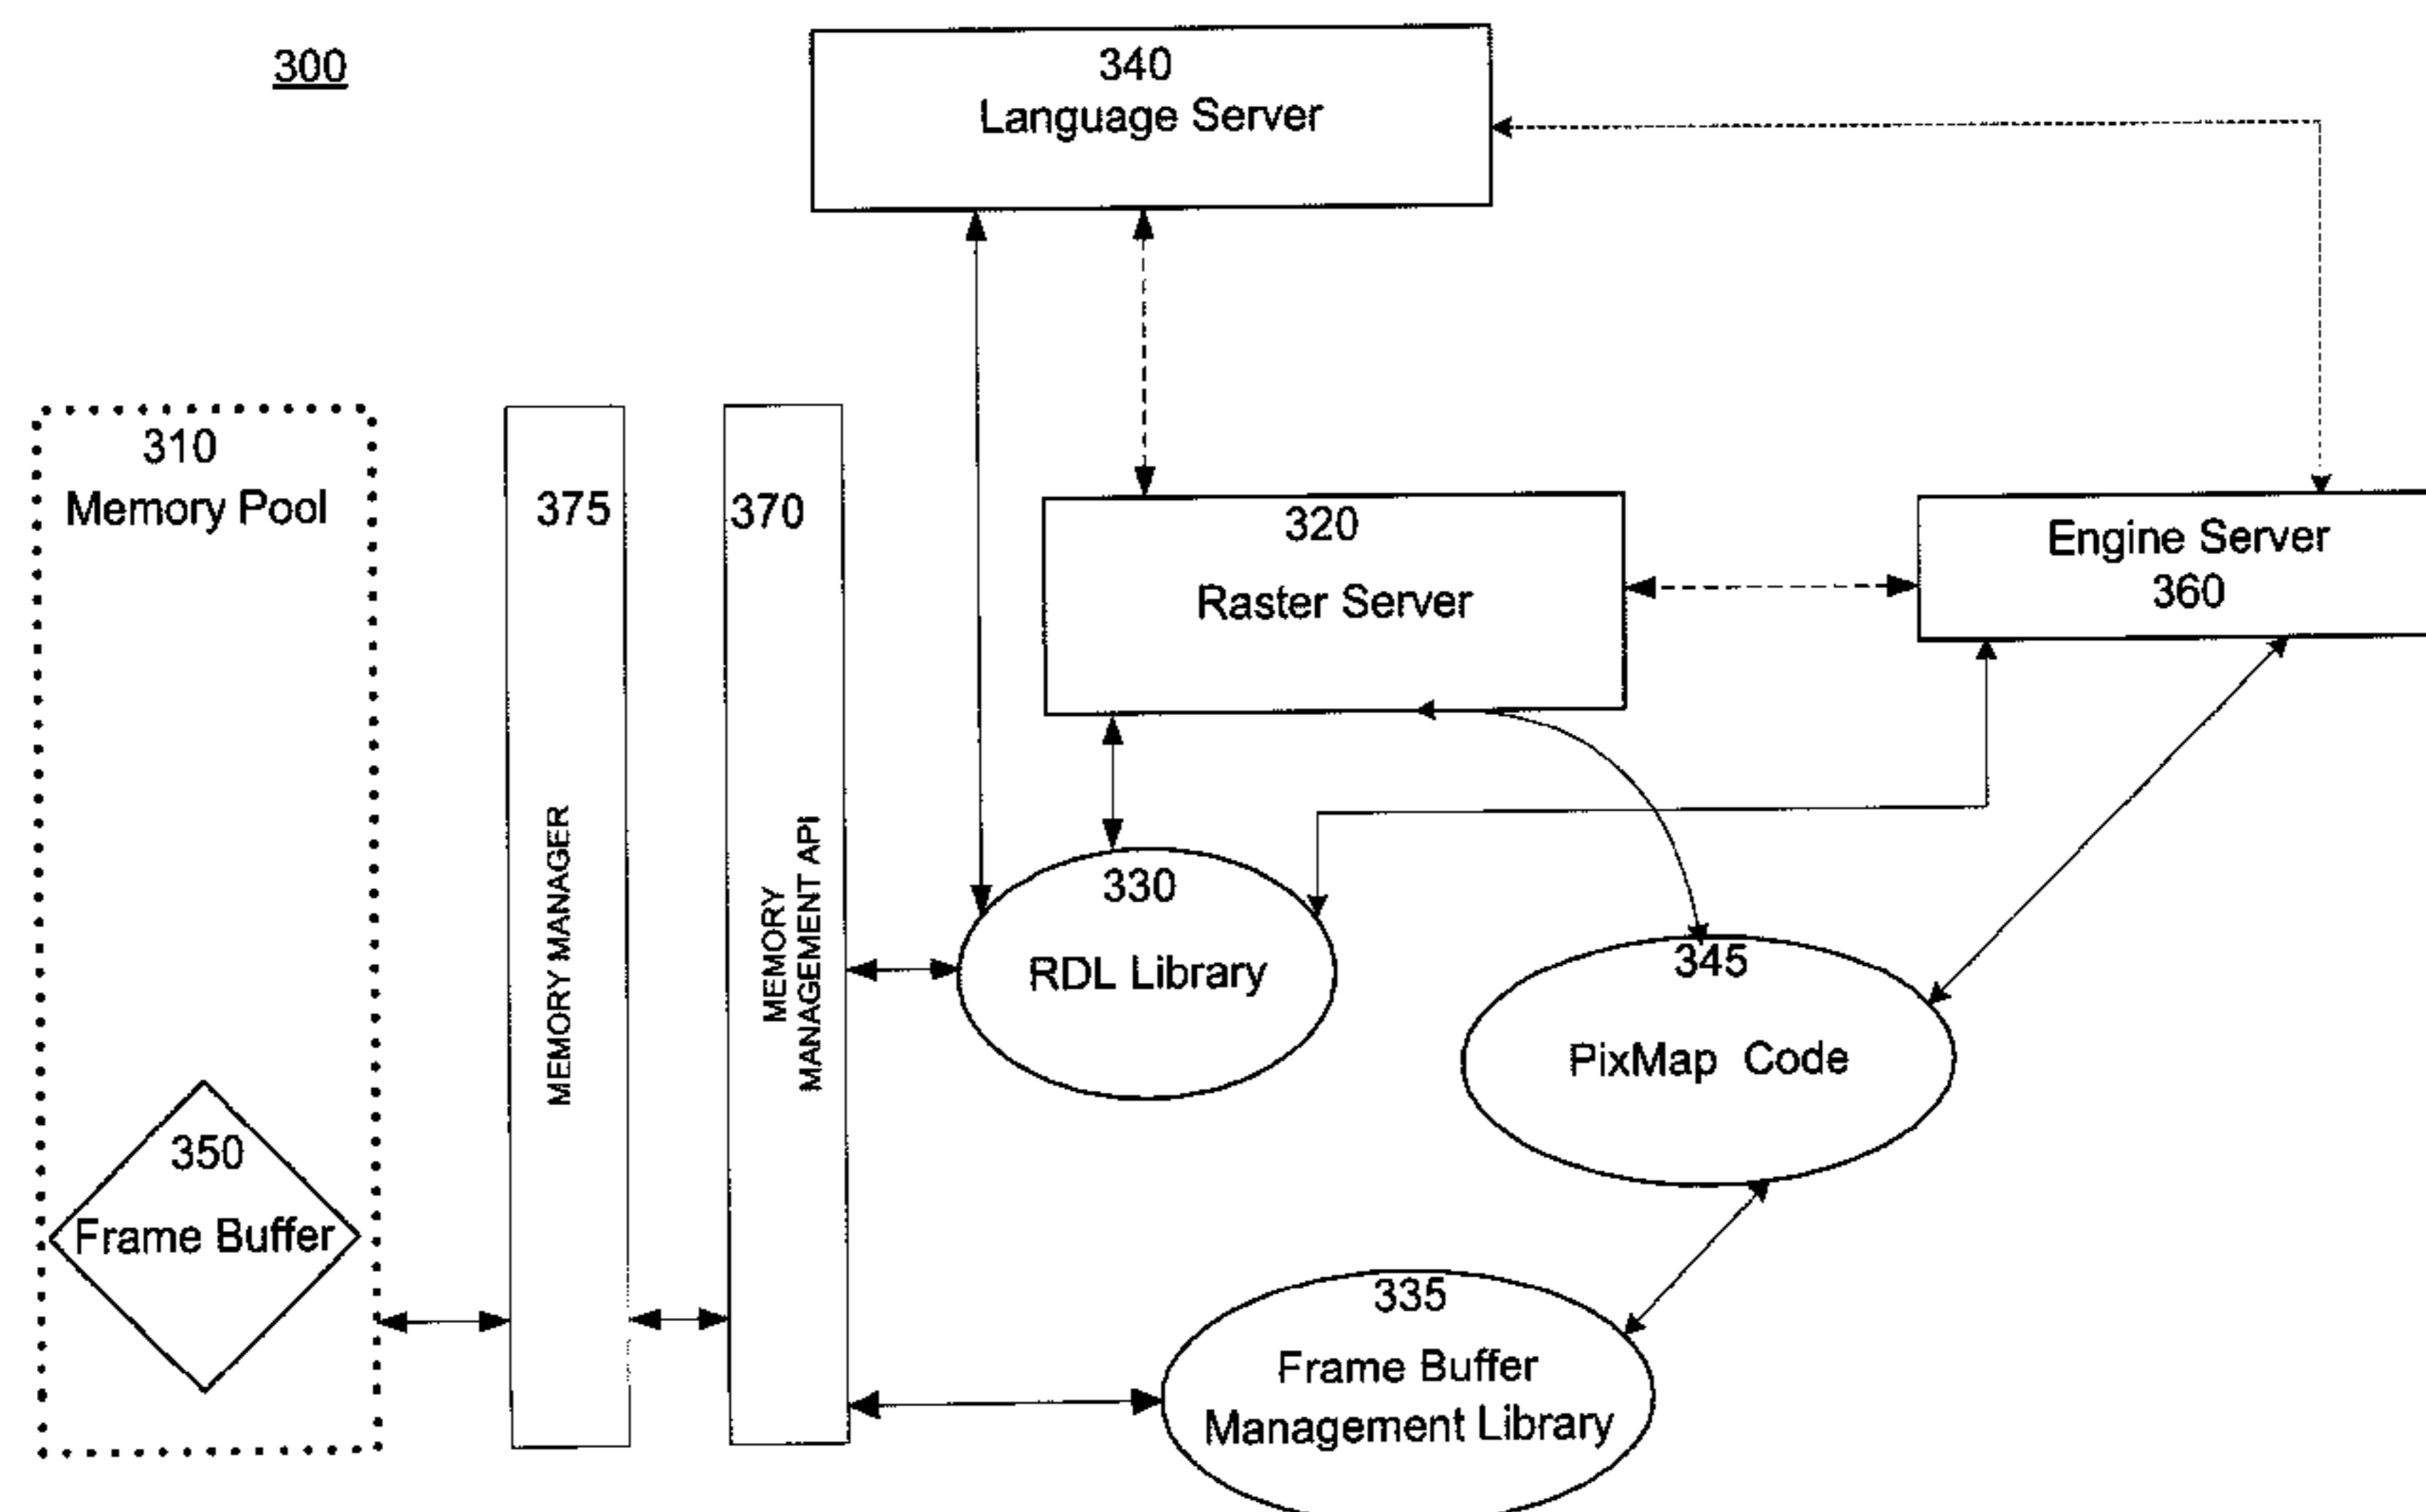 300
340
Language Server
310
Memory Pool
375
370
320
Raster Server
Engine Server
360
MEMORY MANAGER
MEMORY
MANAGEMENT API
330
RDL Library
345
PixMap Code
350
Frame Buffer
335
Frame Buffer
Management Library